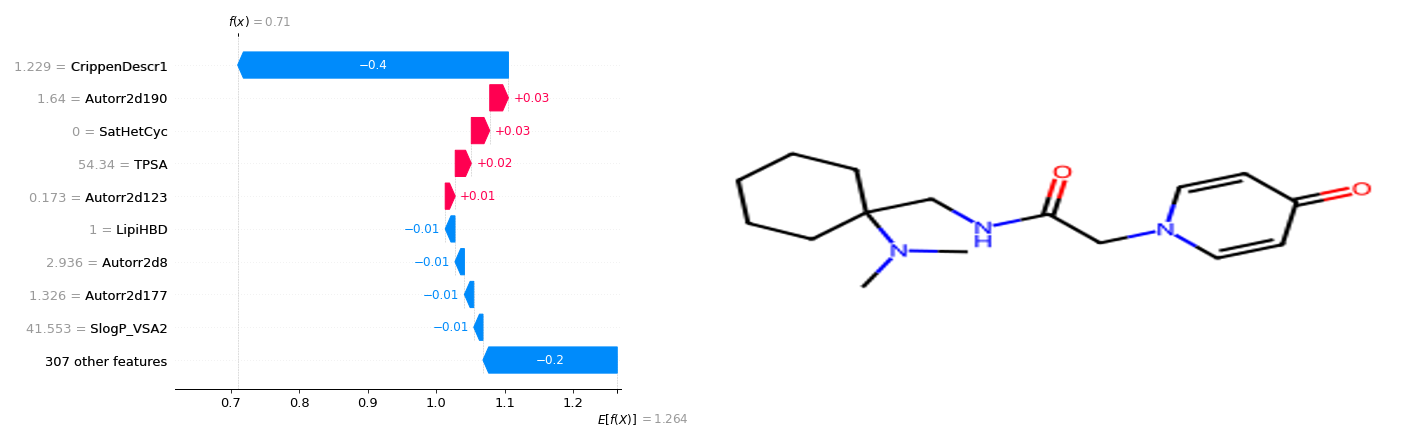 f(x) = 0.71
1.229 = CrippenDescr1 −0.4
1.64 = Autorr2d190 +0.03
0 = SatHetCyc +0.03
54.34 = TPSA +0.02
0.173 = Autorr2d123 +0.01
1 = LipiHBD −0.01
2.936 = Autorr2d8 −0.01
1.326 = Autorr2d177 −0.01
41.553 = SlogP_VSA2 −0.01
307 other features −0.2
0.7 0.8 0.9 1.0 1.1 1.2
E[f(X)] = 1.264
O
O
N
H
N
N